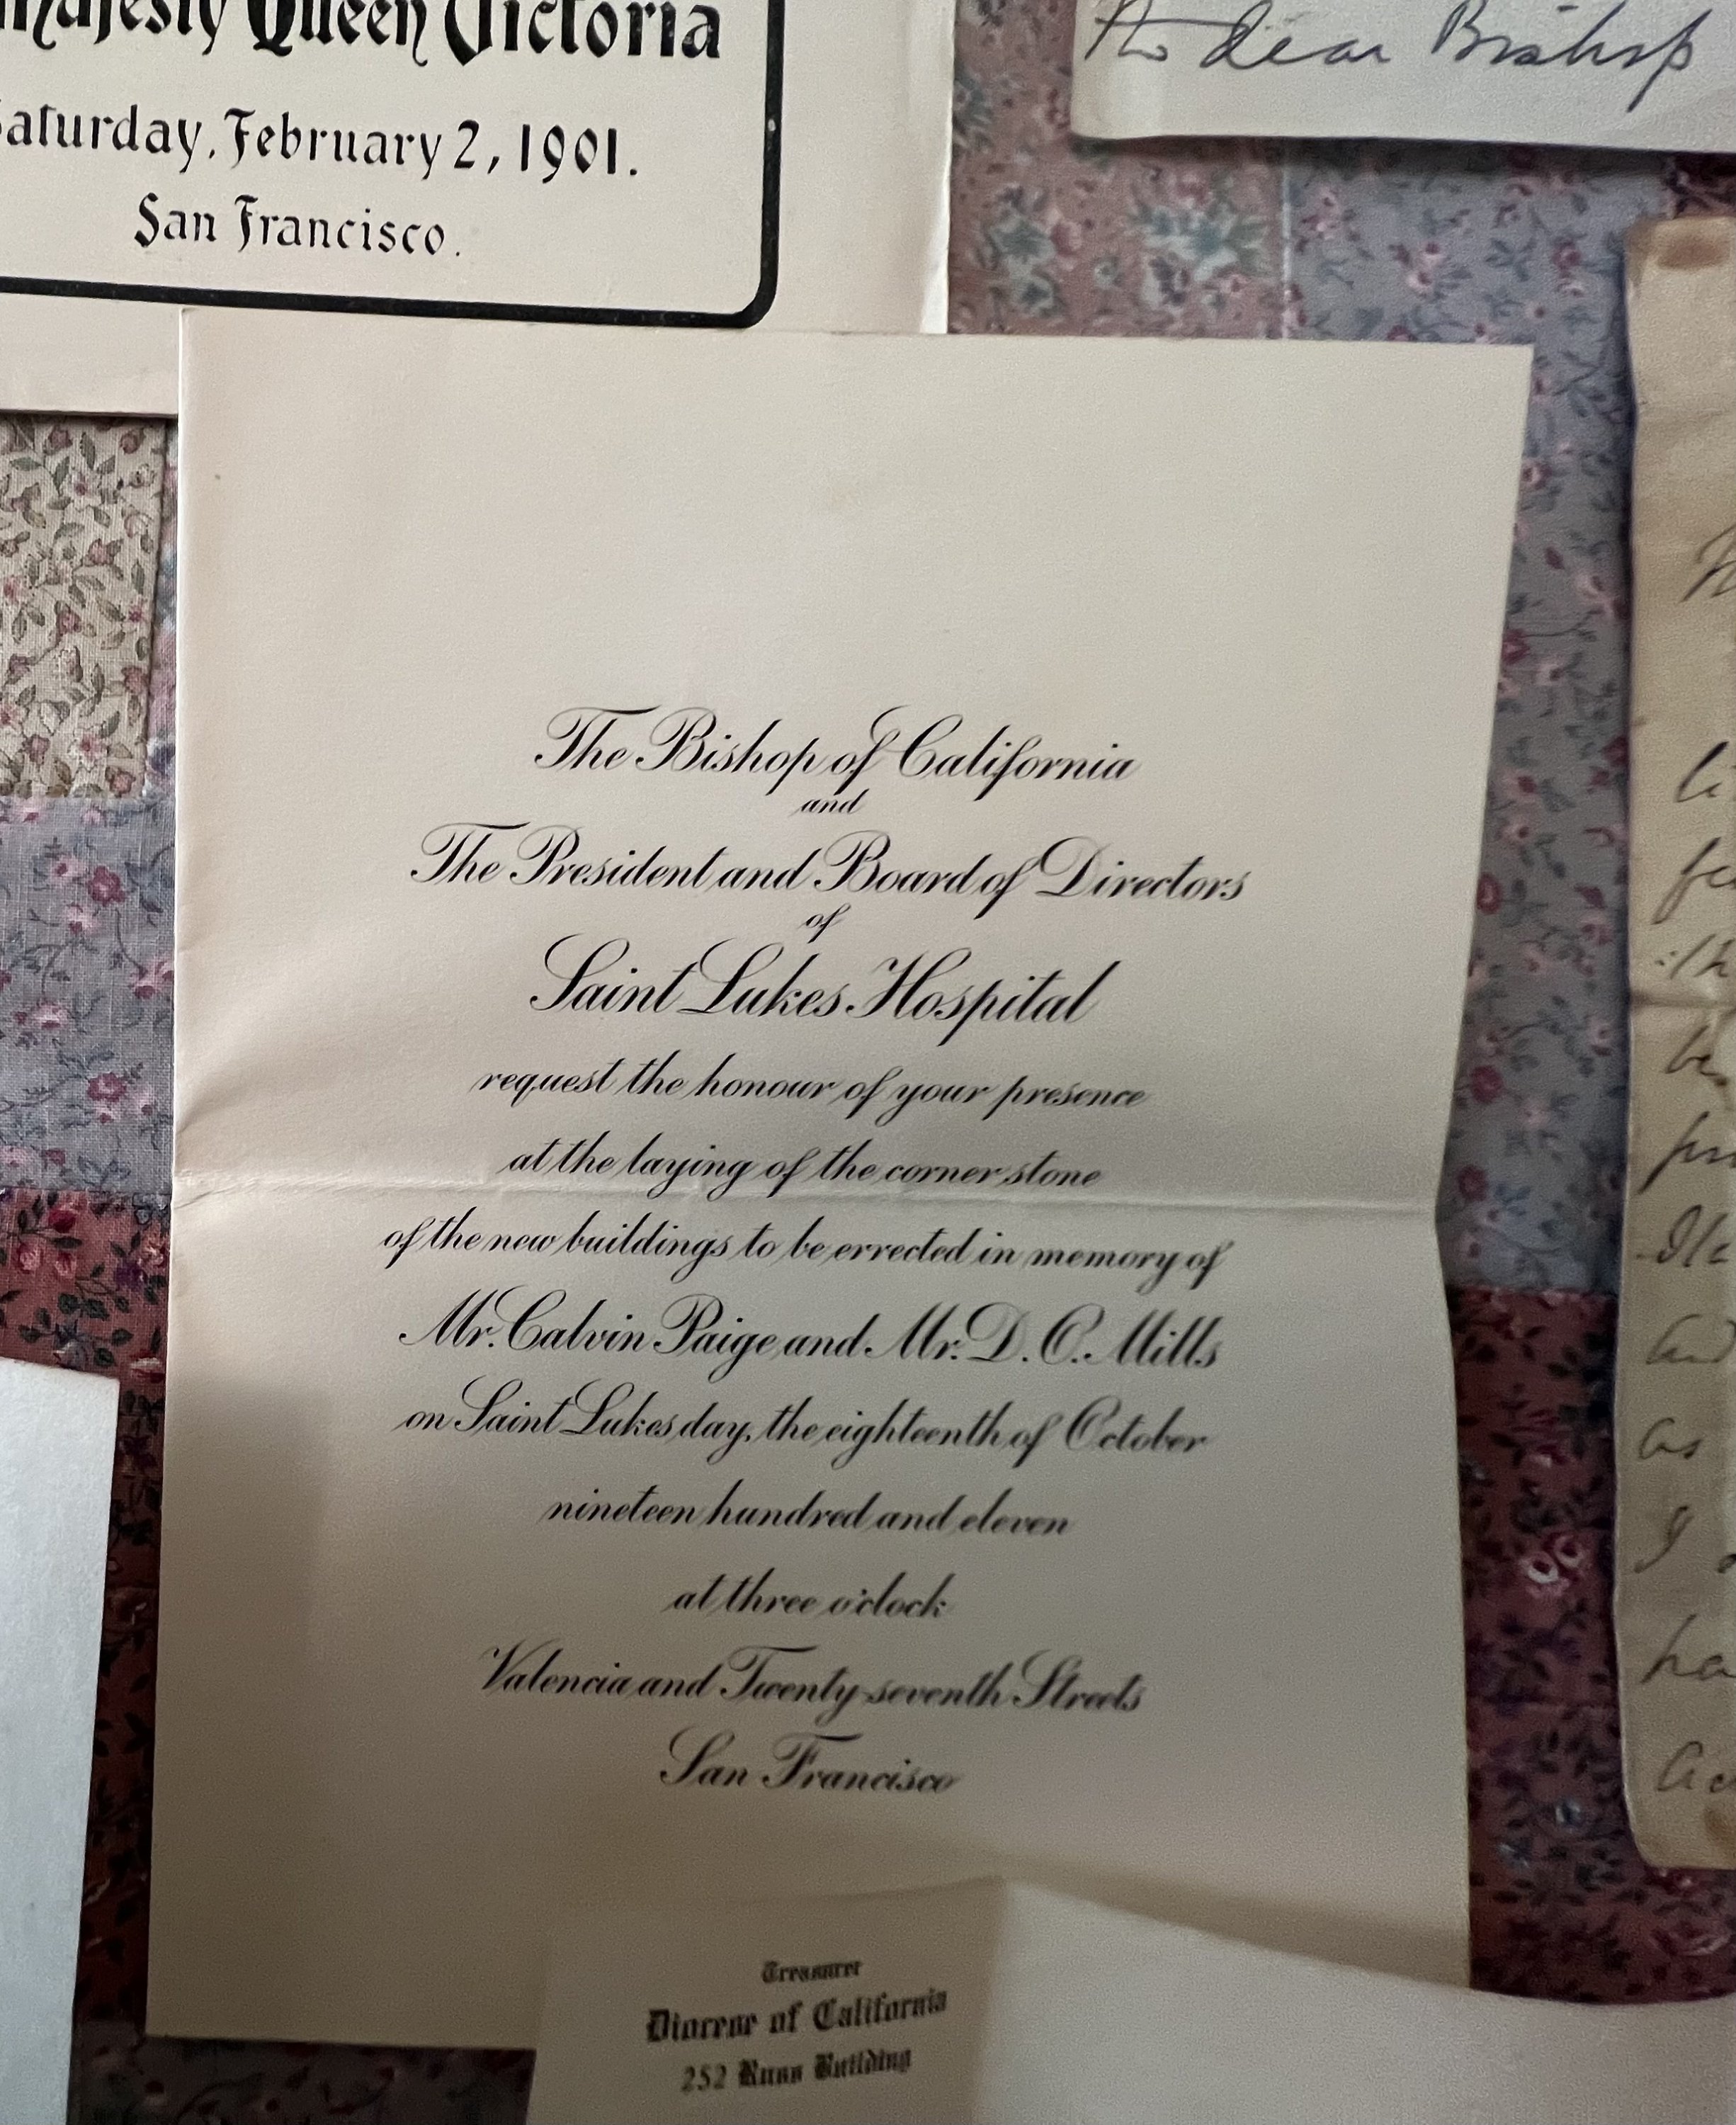 Majesty Queen Victoria
Saturday, February 2, 1901.
San Francisco.
dear Bishop
The Bishop of California
and
The President and Board of Directors
of
Saint Lukes Hospital
request the honour of your presence
at the laying of the corner stone
of the new buildings to be errected in memory of
Mr. Calvin Paige and Mr. D. O. Mills
on Saint Lukes day, the eighteenth of October
nineteen hundred and eleven
at three o'clock
Valencia and Twenty-seventh Streets
San Francisco
Treasurer
Diocese of California
252 Russ Building
as
I